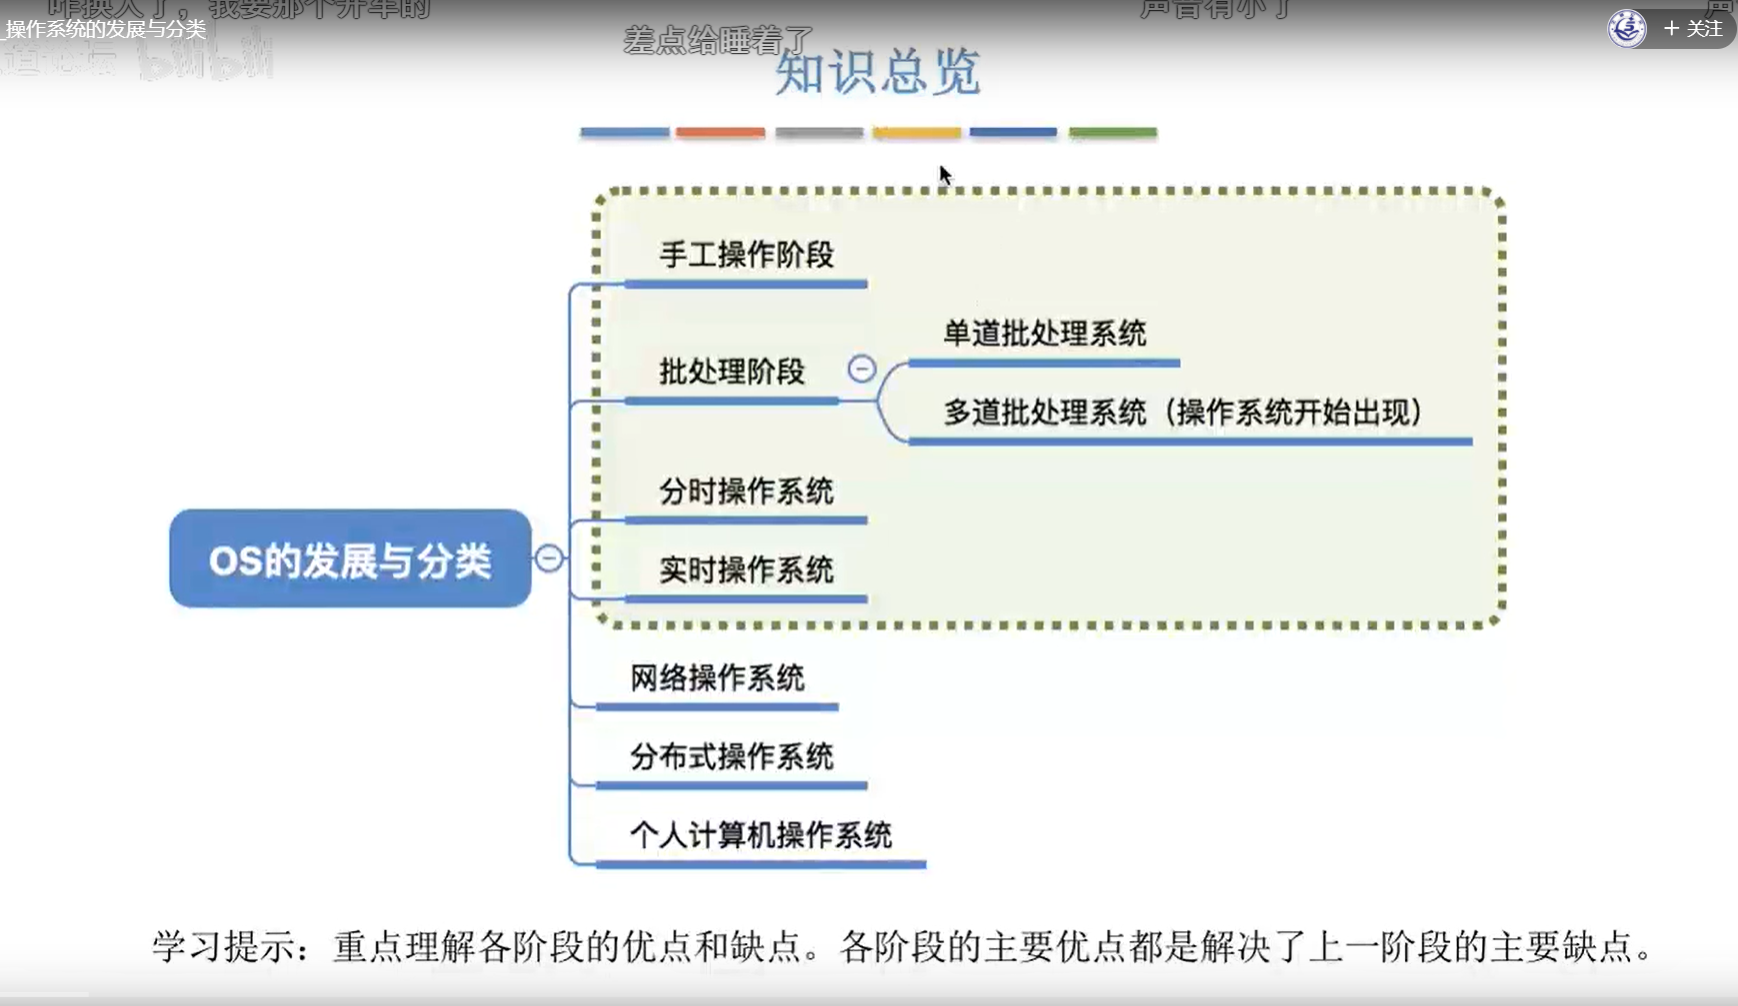 咋换人了，我要那个开车的
声音有小了
声
操作系统的发展与分类
关注
差点给睡着了
bilibili
知识总览
手工操作阶段
批处理阶段
单道批处理系统
多道批处理系统（操作系统开始出现）
分时操作系统
实时操作系统
OS的发展与分类
网络操作系统
分布式操作系统
个人计算机操作系统
学习提示：重点理解各阶段的优点和缺点。各阶段的主要优点都是解决了上一阶段的主要缺点。